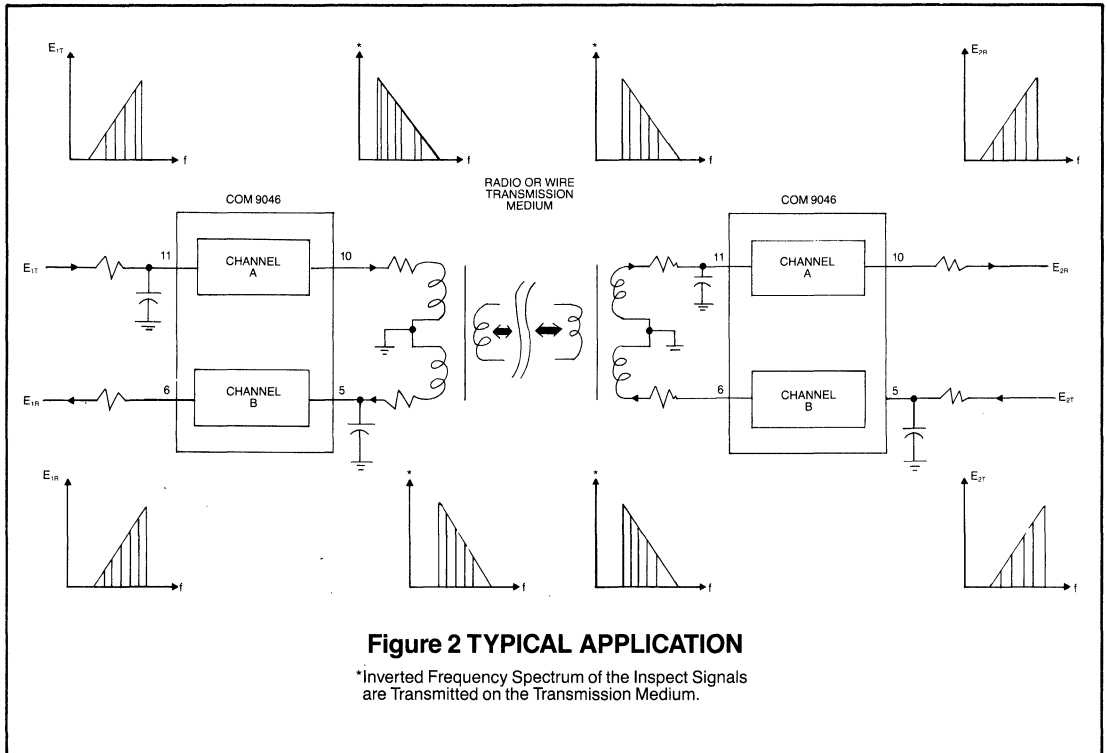 E1T
*
*
E2R
f
f
f
f
RADIO OR WIRE
TRANSMISSION
MEDIUM
COM 9046
COM 9046
E1T
11
CHANNEL
A
10
11
CHANNEL
A
10
E2R
E1R
6
CHANNEL
B
5
6
CHANNEL
B
5
E2T
E1R
*
*
E2T
f
f
f
f
Figure 2 TYPICAL APPLICATION
*Inverted Frequency Spectrum of the Inspect Signals
are Transmitted on the Transmission Medium.